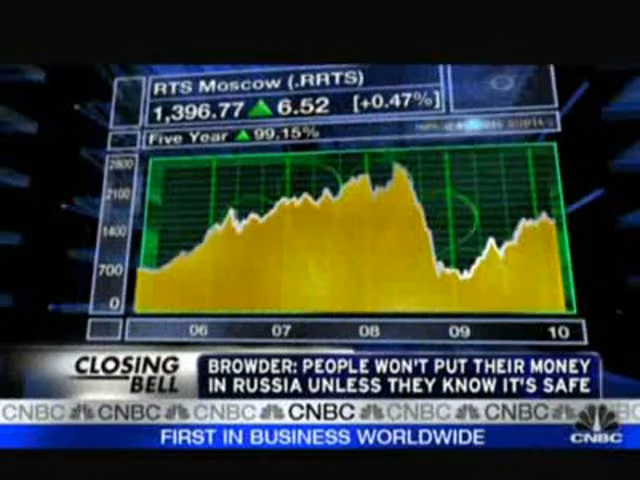 RTS Moscow (.RRTS)
1,396.77 ▲ 6.52 [+0.47%]
Five Year ▲ 99.15%
2800
2100
1400
700
0
06 07 08 09 10
CLOSING
BELL
BROWDER: PEOPLE WON'T PUT THEIR MONEY
IN RUSSIA UNLESS THEY KNOW IT'S SAFE
CNBC CNBC CNBC CNBC CNBC CNBC CNBC
FIRST IN BUSINESS WORLDWIDE
CNBC